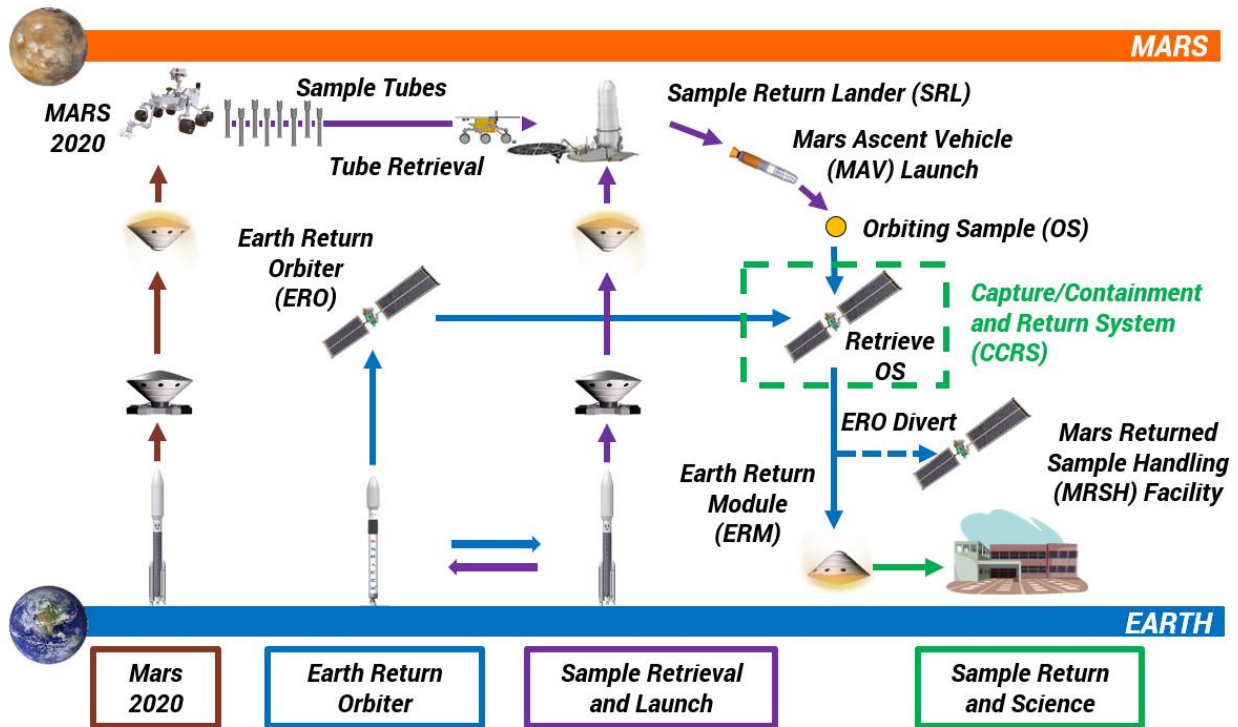 MARS
MARS
2020
Sample Tubes
Tube Retrieval
Sample Return Lander (SRL)
Mars Ascent Vehicle
(MAV) Launch
Orbiting Sample (OS)
Earth Return
Orbiter
(ERO)
Capture/Containment
and Return System
(CCRS)
Retrieve
OS
ERO Divert
Mars Returned
Sample Handling
(MRSH) Facility
Earth Return
Module
(ERM)
EARTH
Mars
2020
Earth Return
Orbiter
Sample Retrieval
and Launch
Sample Return
and Science